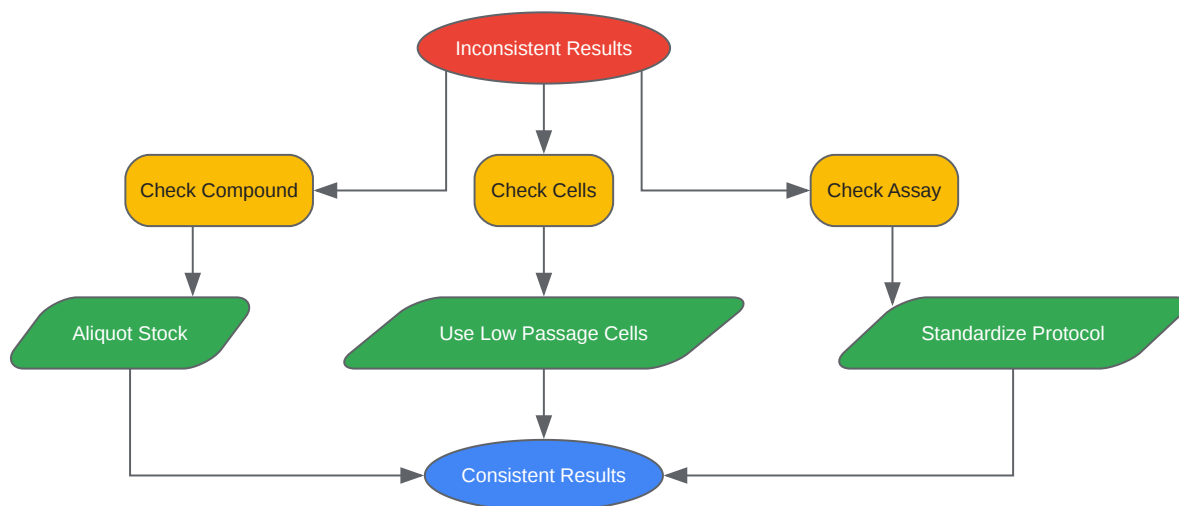 Inconsistent Results
Check Compound
Check Cells
Check Assay
Aliquot Stock
Use Low Passage Cells
Standardize Protocol
Consistent Results